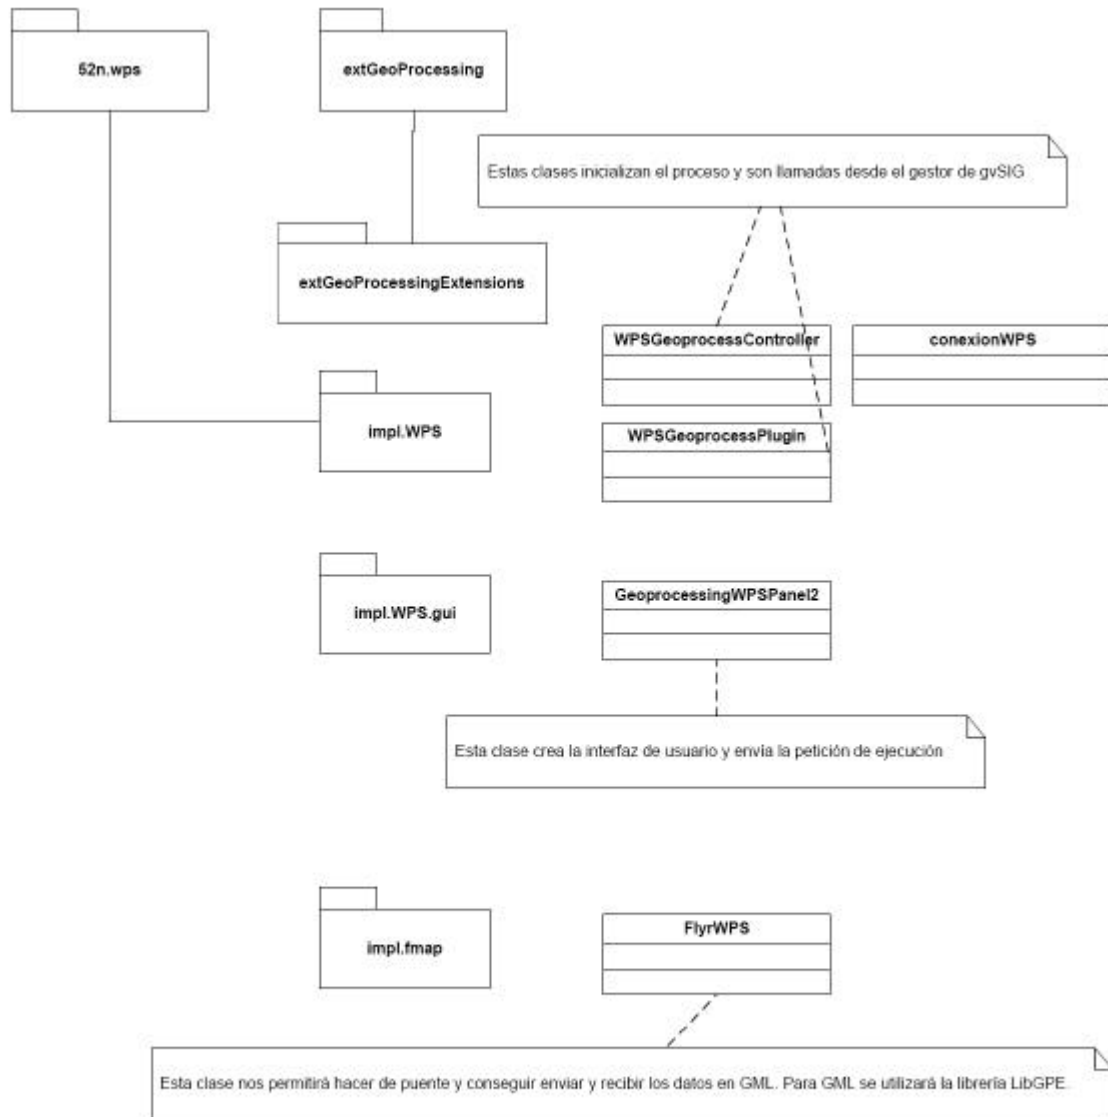 52n.wps
extGeoProcessing
Estas clases inicializan el proceso y son llamadas desde el gestor de gvSIG
extGeoProcessingExtensions
WPSGeoprocessController
conexionWPS
impl.WPS
WPSGeoprocessPlugin
impl.WPS.gui
GeoprocessingWPSPanel2
Esta clase crea la interfaz de usuario y envía la petición de ejecución
impl.fmap
FlyrWPS
Esta clase nos permitirá hacer de puente y conseguir enviar y recibir los datos en GML. Para GML se utilizará la librería LibGPE.